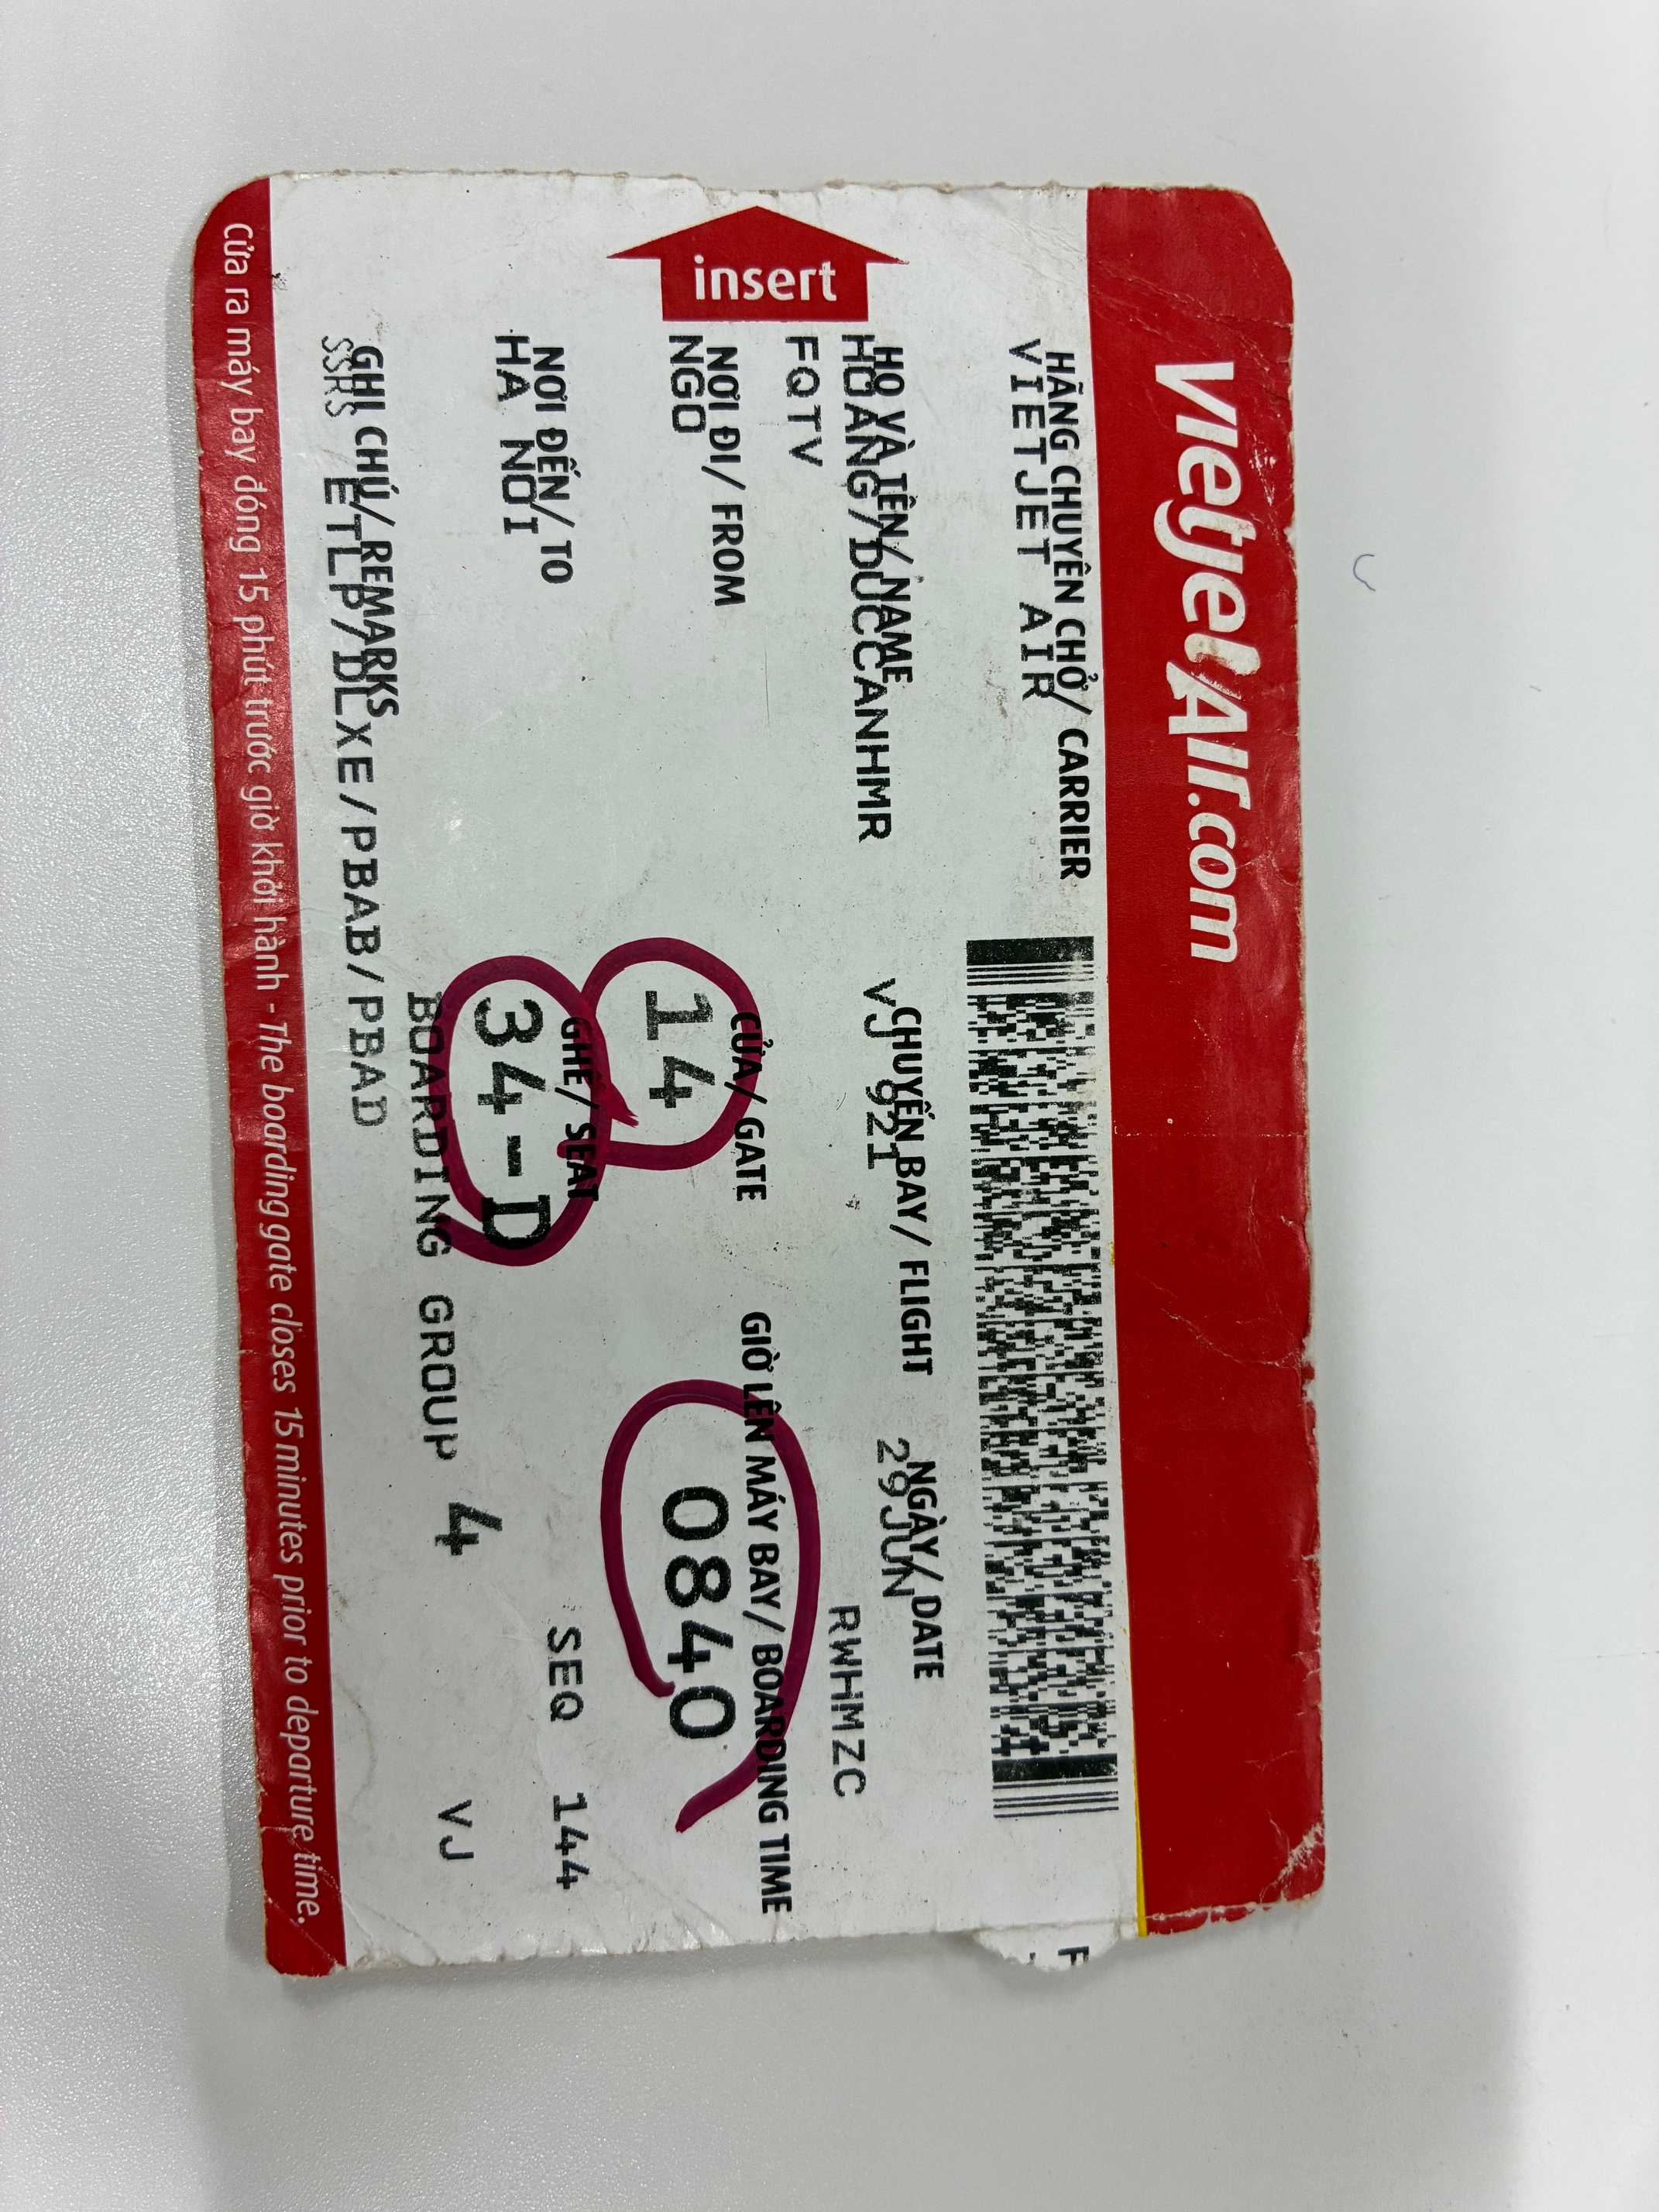 VietjetAir.com
HÃNG CHUYÊN CHỞ/ CARRIER
VIETJET AIR
HỌ VÀ TÊN/ NAME
HOANG/DUCCANHMR
CHUYẾN BAY/ FLIGHT
VJ 921
NGÀY/ DATE
29JUN
FQTV
RWHMZC
insert
NƠI ĐI/ FROM
NGO
CỬA/ GATE
14
GIỜ LÊN MÁY BAY/ BOARDING TIME
0840
NƠI ĐẾN/ TO
HA NOI
GHẾ/ SEAT
34-D
SEQ 144
BOARDING GROUP 4
VJ
GHI CHÚ/ REMARKS
SSRS ETLP/DLXE/PBAB/PBAD
Cửa ra máy bay đóng 15 phút trước giờ khởi hành - The boarding gate closes 15 minutes prior to departure time.